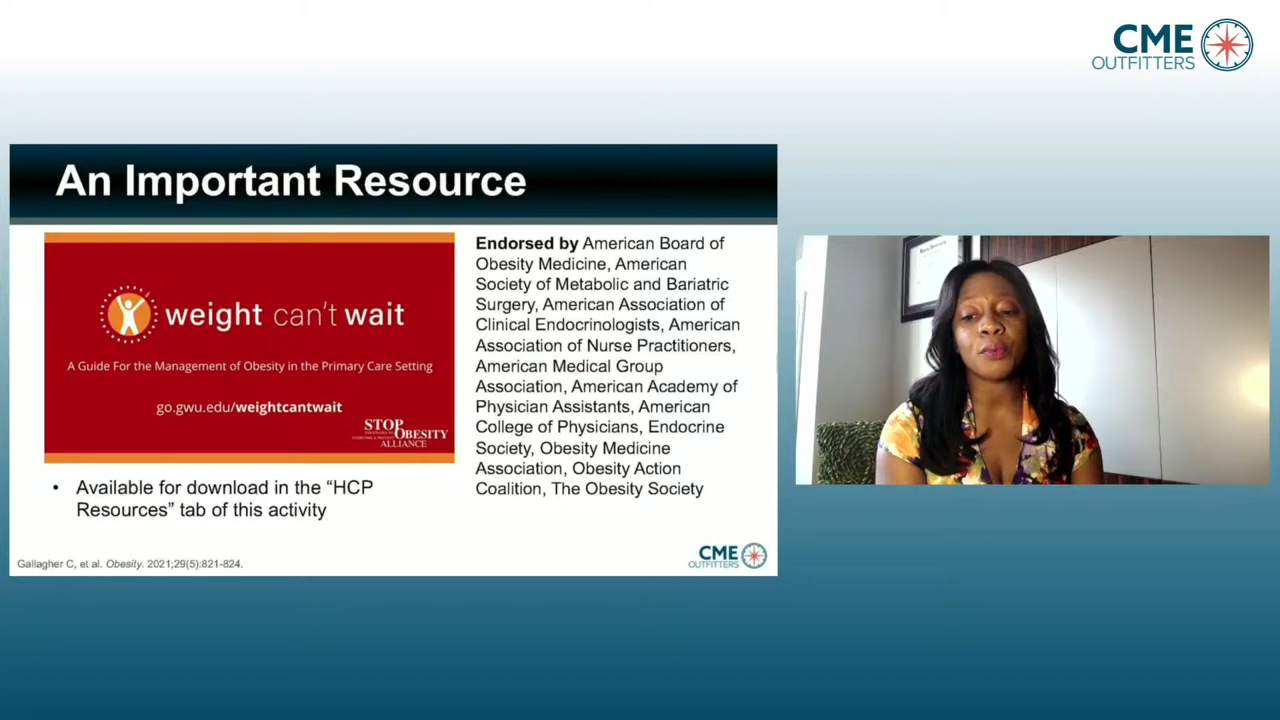 CME
OUTFITTERS
An Important Resource
weight can't wait
A Guide For the Management of Obesity in the Primary Care Setting
go.gwu.edu/weightcantwait
STOP
OBESITY
ALLIANCE
• Available for download in the “HCP
Resources” tab of this activity
Endorsed by American Board of
Obesity Medicine, American
Society of Metabolic and Bariatric
Surgery, American Association of
Clinical Endocrinologists, American
Association of Nurse Practitioners,
American Medical Group
Association, American Academy of
Physician Assistants, American
College of Physicians, Endocrine
Society, Obesity Medicine
Association, Obesity Action
Coalition, The Obesity Society
Gallagher C, et al. Obesity. 2021;29(5):821-824.
CME
OUTFITTERS